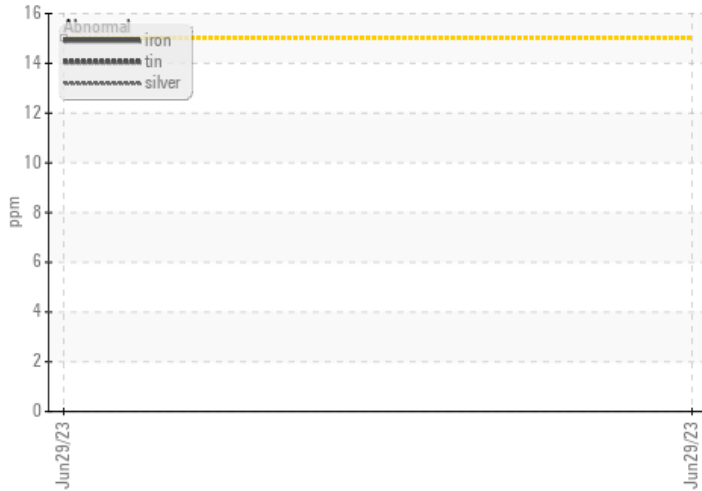 16
14
12
10
8
6
4
2
0
ppm
Abnormal
iron
tin
silver
Jun29/23
Jun29/23